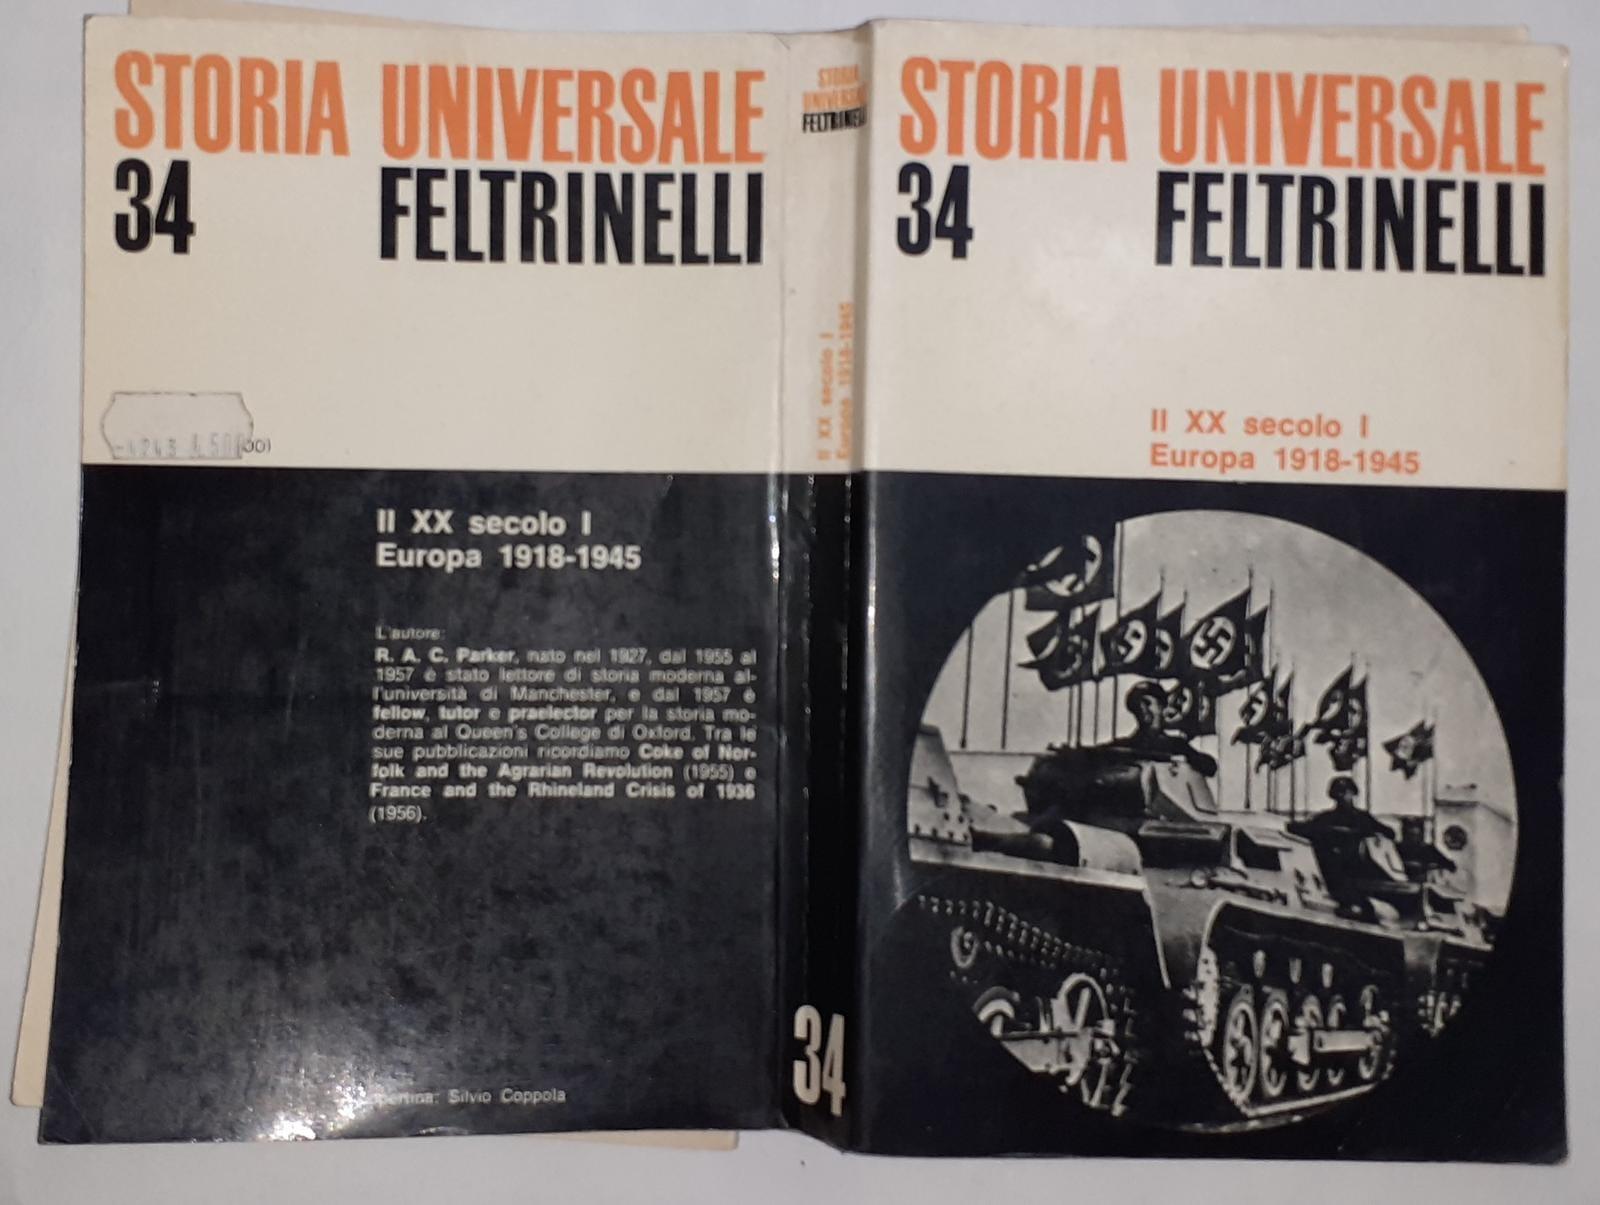 STORIA UNIVERSALE
34 FELTRINELLI
Il XX secolo I
Europa 1918-1945
L'autore:
R. A. C. Parker, nato nel 1927, dal 1955 al
1957 è stato lettore di storia moderna al-
l'università di Manchester, e dal 1957 è
fellow, tutor e praelector per la storia mo-
derna al Queen's College di Oxford. Tra le
sue pubblicazioni ricordiamo Coke of Nor-
folk and the Agrarian Revolution (1955) e
France and the Rhineland Crisis of 1936
(1956).
Silvio Coppola
STORIA
UNIVERSALE
FELTRINELLI
Il XX secolo I
Europa 1918-1945
34
STORIA UNIVERSALE
34 FELTRINELLI
Il XX secolo I
Europa 1918-1945